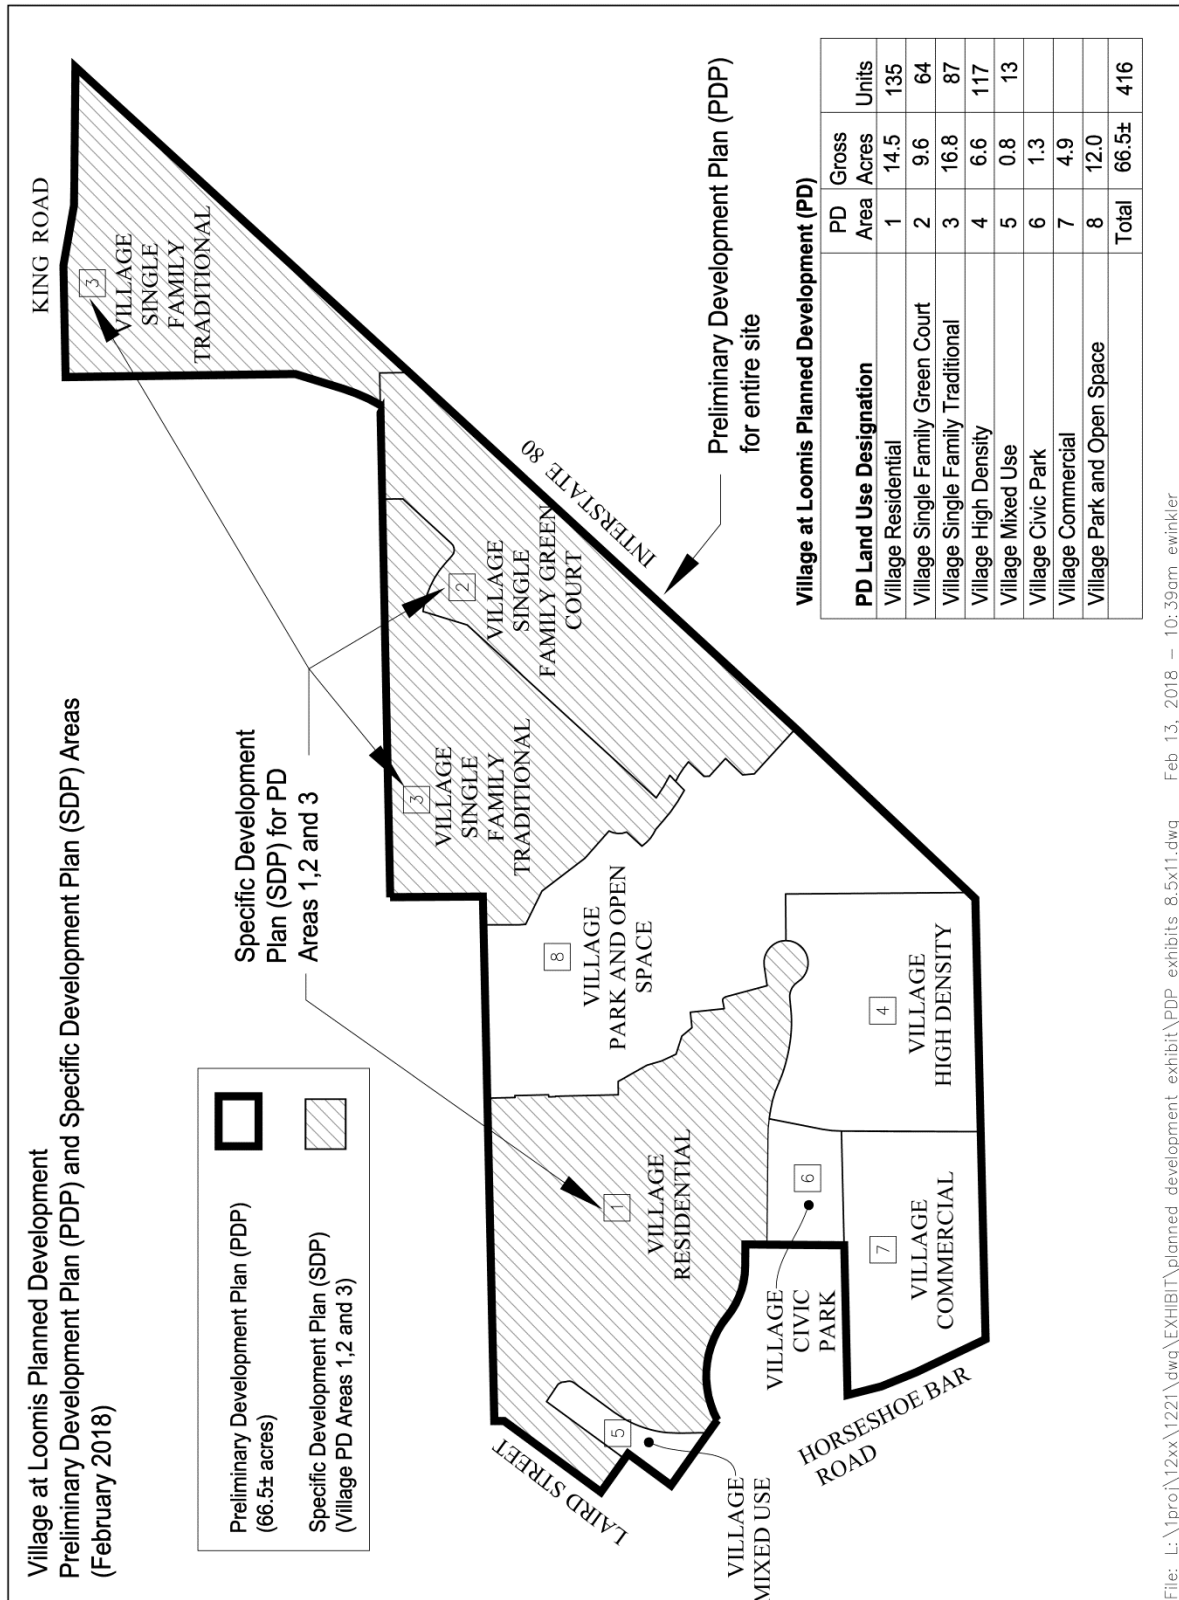 Village at Loomis Planned Development
Preliminary Development Plan (PDP) and Specific Development Plan (SDP) Areas
(February 2018)
Preliminary Development Plan (PDP)
(66.5± acres)
Specific Development Plan (SDP)
(Village PD Areas 1,2 and 3)
Specific Development
Plan (SDP) for PD
Areas 1,2 and 3
KING ROAD
3
VILLAGE
SINGLE
FAMILY
TRADITIONAL
3
VILLAGE
SINGLE
FAMILY
TRADITIONAL
2
VILLAGE
SINGLE
FAMILY GREEN
COURT
INTERSTATE 80
Preliminary Development Plan (PDP)
for entire site
8
VILLAGE
PARK AND OPEN
SPACE
1
VILLAGE
RESIDENTIAL
4
VILLAGE
HIGH DENSITY
6
VILLAGE
CIVIC
PARK
7
VILLAGE
COMMERCIAL
5
VILLAGE
MIXED USE
LAIRD STREET
HORSESHOE BAR
ROAD
Village at Loomis Planned Development (PD)
PD Land Use Designation PD Area Gross Acres Units
Village Residential 1 14.5 135
Village Single Family Green Court 2 9.6 64
Village Single Family Traditional 3 16.8 87
Village High Density 4 6.6 117
Village Mixed Use 5 0.8 13
Village Civic Park 6 1.3
Village Commercial 7 4.9
Village Park and Open Space 8 12.0
Total 66.5± 416
File: L:\1proj\12xx\1221\dwg\EXHIBIT\planned development exhibit\PDP exhibits 8.5x11.dwg Feb 13, 2018 - 10:39am ewinkler